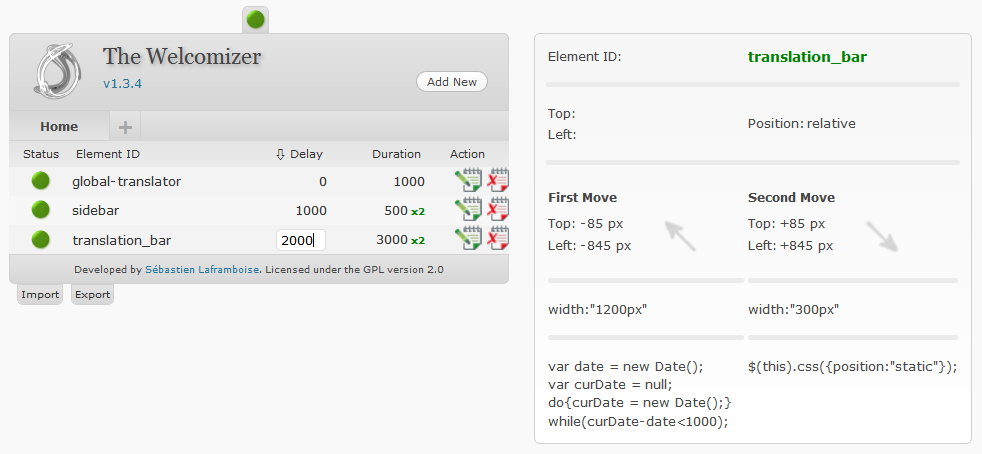 The Welcomizer
v1.3.4
Add New
Home +
Status Element ID ⇩ Delay Duration Action
global-translator 0 1000
sidebar 1000 500 x2
translation_bar 2000 3000 x2
Developed by Sébastien Laframboise. Licensed under the GPL version 2.0
Import Export
Element ID: translation_bar
Top:
Left:
Position: relative
First Move Second Move
Top: -85 px Top: +85 px
Left: -845 px Left: +845 px
width:"1200px" width:"300px"
var date = new Date(); $(this).css({position:"static"});
var curDate = null;
do{curDate = new Date();}
while(curDate-date<1000);